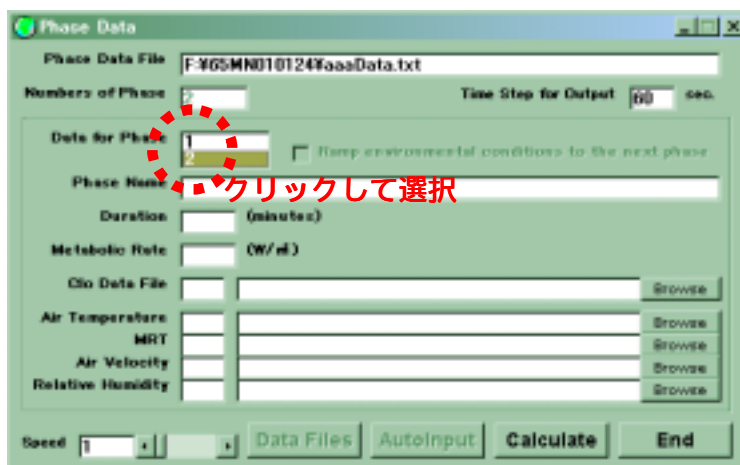 Phase Data
Phase Data File F:¥65MN010124¥aaaData.txt
Numbers of Phase 2 Time Step for Output 60 sec.
Data for Phase 1
2 Ramp environmental conditions to the next phase
Phase Name クリックして選択
Duration (minutes)
Metabolic Rate (W/㎡)
Clo Data File Browse
Air Temperature Browse
MRT Browse
Air Velocity Browse
Relative Humidity Browse
Speed 1 Data Files AutoInput Calculate End